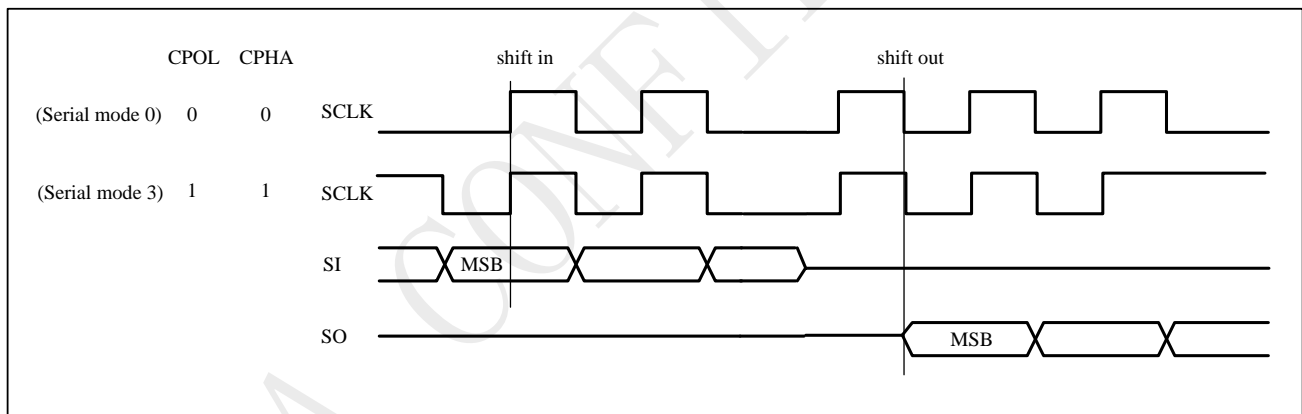 CPOL CPHA shift in shift out
(Serial mode 0) 0 0 SCLK
(Serial mode 3) 1 1 SCLK
SI MSB
SO MSB